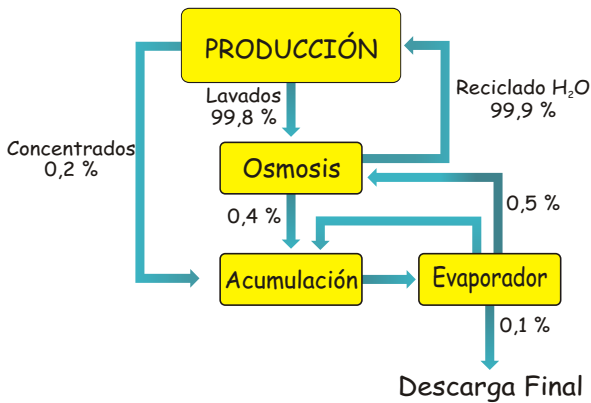 PRODUCCIÓN
Lavados
99,8 %
Reciclado H₂O
99,9 %
Concentrados
0,2 %
Osmosis
0,4 %
0,5 %
Acumulación
Evaporador
0,1 %
Descarga Final